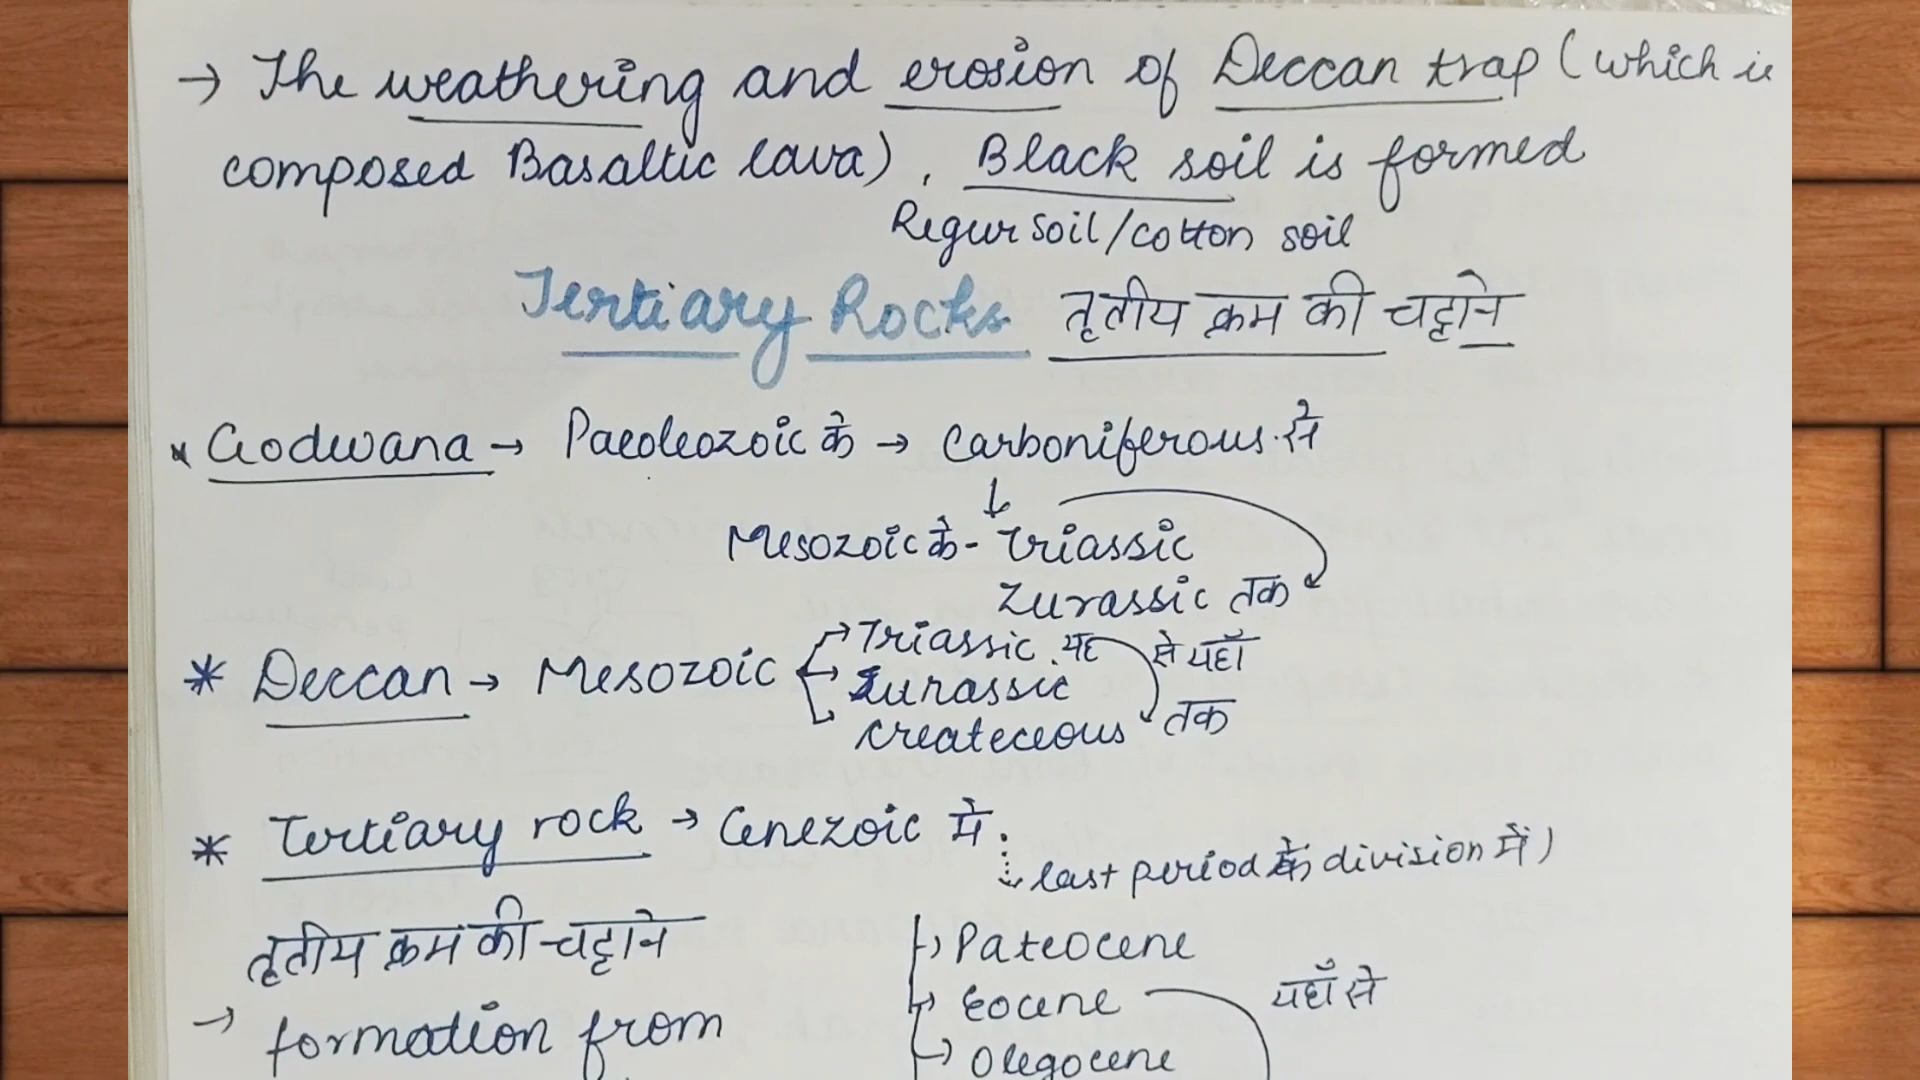 → The weathering and erosion of Deccan trap (which is
composed Basaltic lava), Black soil is formed
Regur soil/cotton soil
Tertiary Rocks तृतीय क्रम की चट्टाने
* Godwana → Paeoleozoic के → Carboniferous से
↓
Mesozoic के - Triassic
Zurassic तक
* Deccan → Mesozoic → Triassic यह से यहाँ
→ Zurassic
Createceous तक
* Tertiary rock → Cenezoic में
last period के division में)
तृतीय क्रम की चट्टाने
→ Pateocene
→ Eocene यहाँ से
→ formation from
→ Olegocene